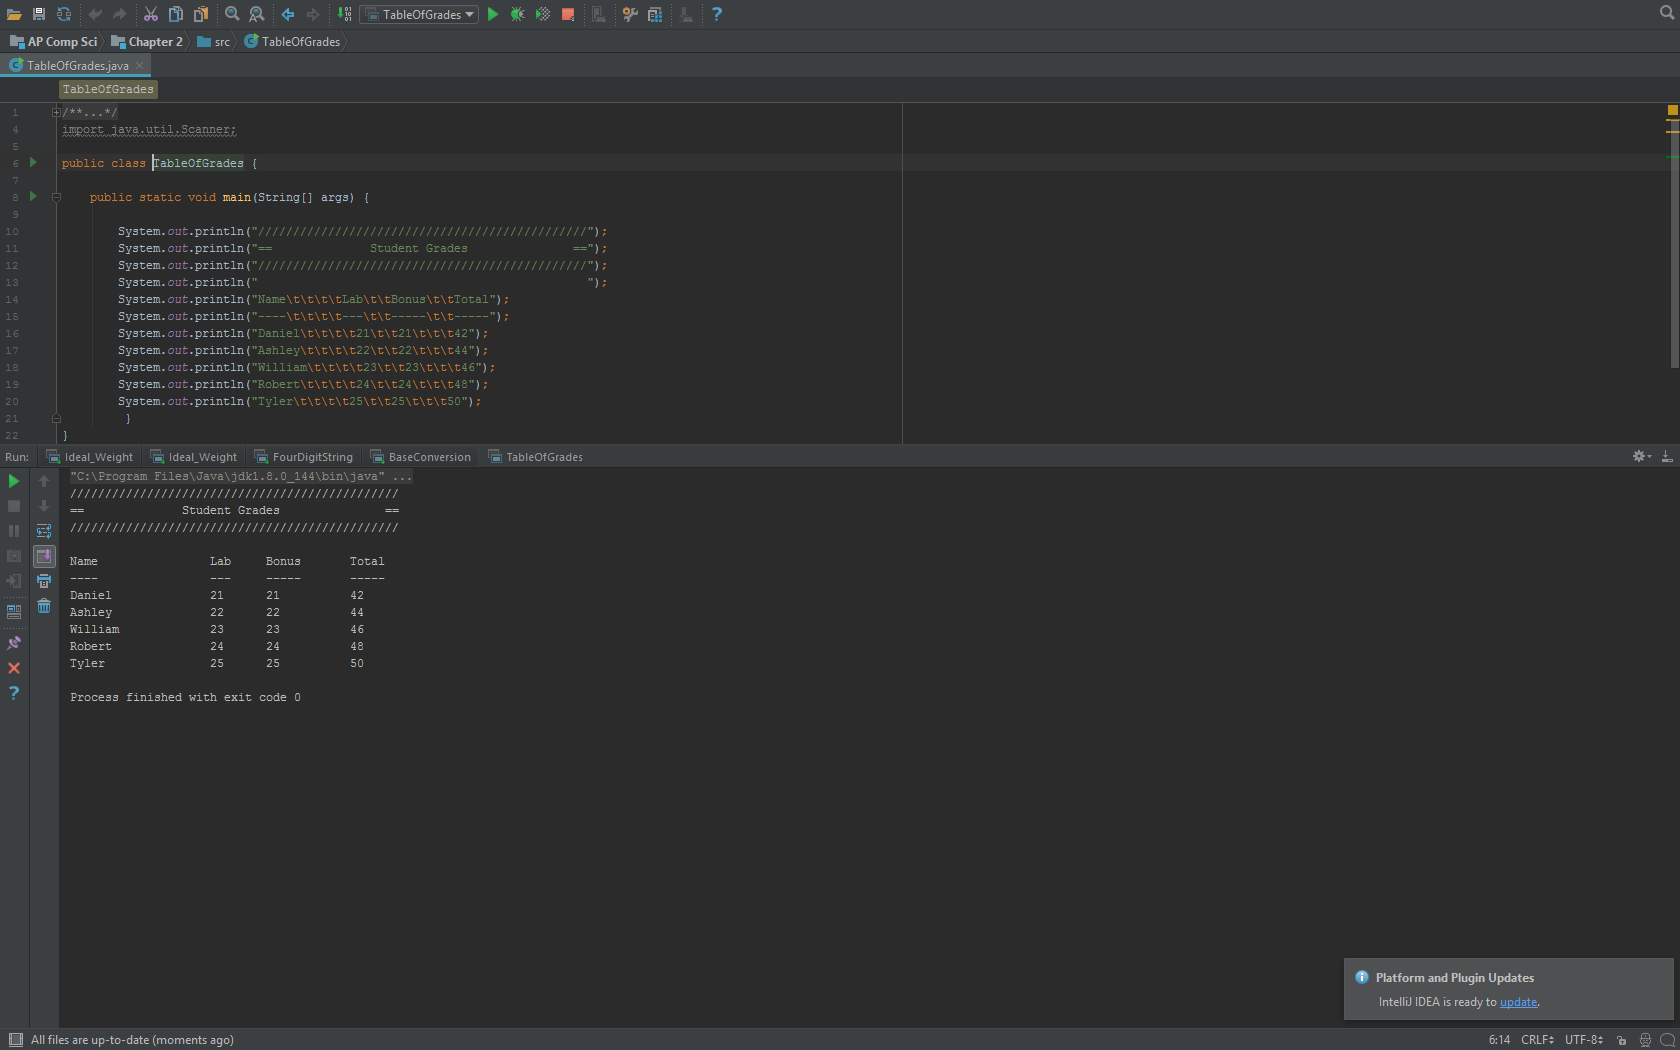 TableOfGrades
AP Comp Sci Chapter 2 src TableOfGrades
TableOfGrades.java
TableOfGrades
1 /**...*/
4 import java.util.Scanner;
5
6 public class TableOfGrades {
7
8 public static void main(String[] args) {
9
10 System.out.println("///////////////////////////////////////////////");
11 System.out.println("==              Student Grades               ==");
12 System.out.println("///////////////////////////////////////////////");
13 System.out.println("                                               ");
14 System.out.println("Name\t\t\t\tLab\t\tBonus\t\tTotal");
15 System.out.println("----\t\t\t\t---\t\t-----\t\t-----");
16 System.out.println("Daniel\t\t\t\t21\t\t21\t\t\t42");
17 System.out.println("Ashley\t\t\t\t22\t\t22\t\t\t44");
18 System.out.println("William\t\t\t\t23\t\t23\t\t\t46");
19 System.out.println("Robert\t\t\t\t24\t\t24\t\t\t48");
20 System.out.println("Tyler\t\t\t\t25\t\t25\t\t\t50");
21 }
22 }
Run: Ideal_Weight Ideal_Weight FourDigitString BaseConversion TableOfGrades
"C:\Program Files\Java\jdk1.8.0_144\bin\java" ...
///////////////////////////////////////////////
==              Student Grades               ==
///////////////////////////////////////////////
Name Lab Bonus Total
---- --- ----- -----
Daniel 21 21 42
Ashley 22 22 44
William 23 23 46
Robert 24 24 48
Tyler 25 25 50
Process finished with exit code 0
Platform and Plugin Updates
IntelliJ IDEA is ready to update.
All files are up-to-date (moments ago) 6:14 CRLF UTF-8